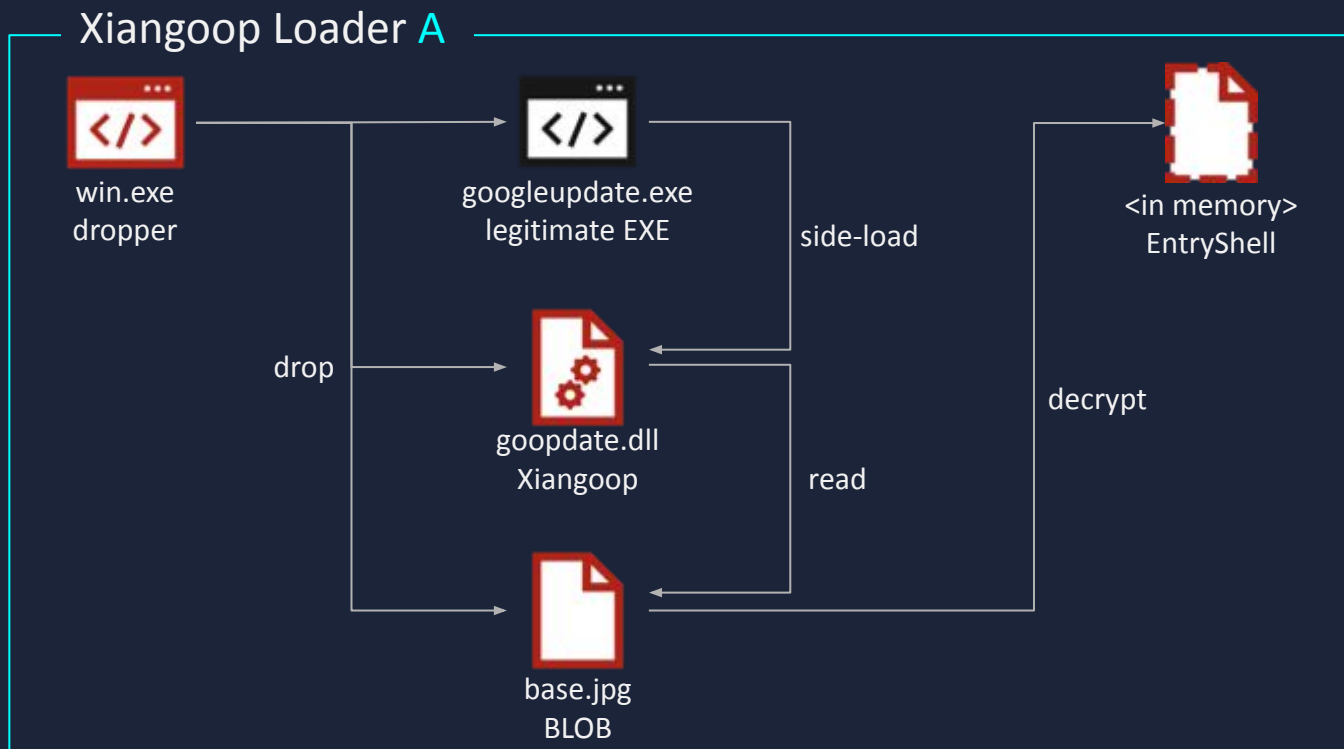 Xiangoop Loader A
</>
win.exe
dropper
</>
googleupdate.exe
legitimate EXE
<in memory>
EntryShell
side-load
drop
goopdate.dll
Xiangoop
decrypt
read
base.jpg
BLOB